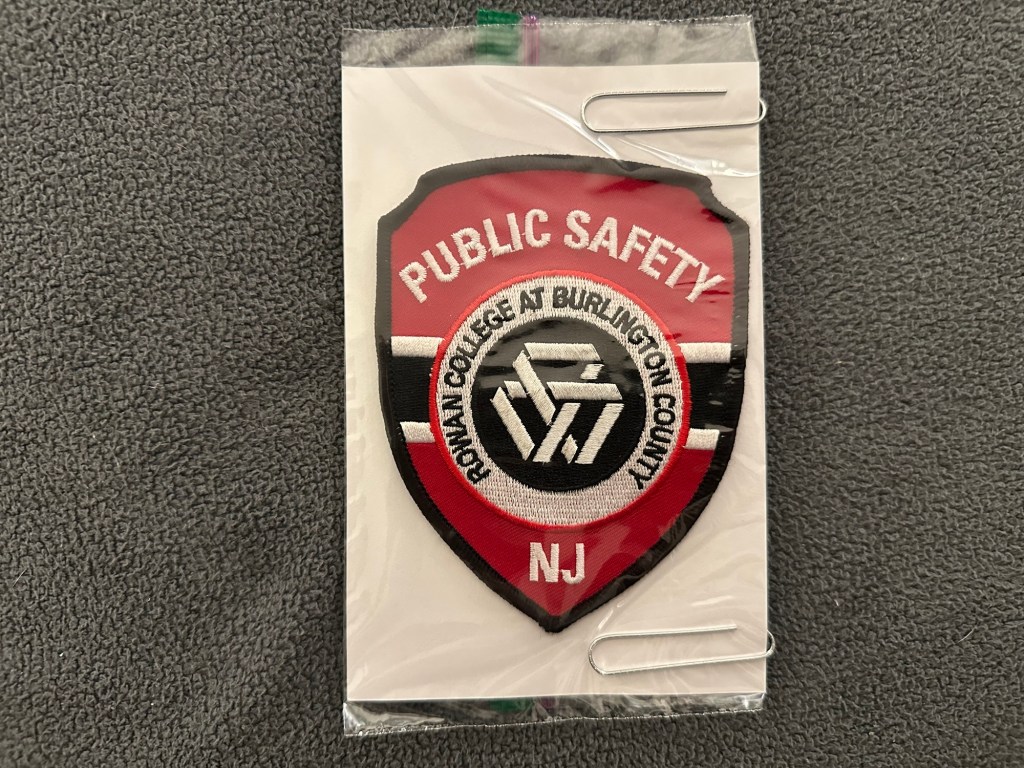 PUBLIC SAFETY
ROWAN COLLEGE AT BURLINGTON COUNTY
NJ